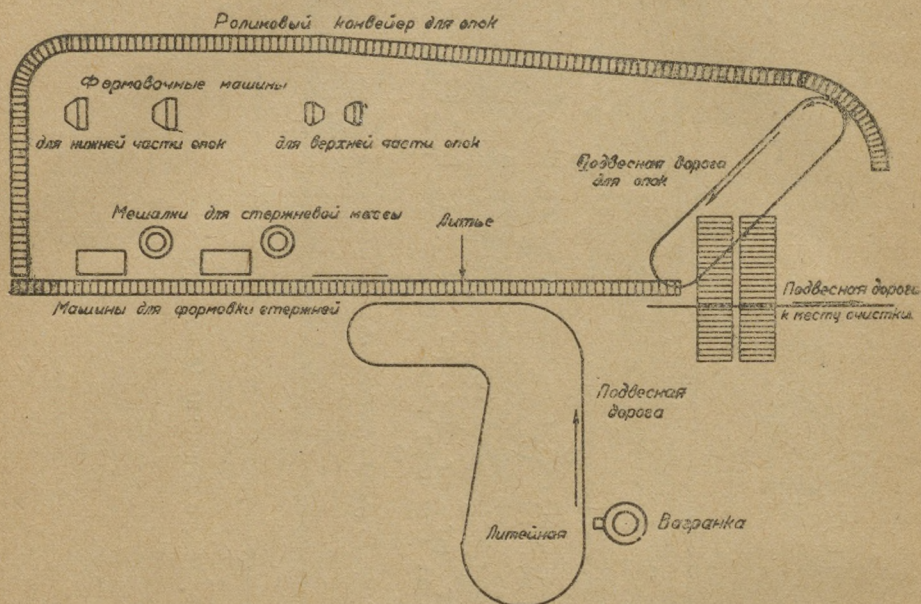 Роликовый конвейер для опок
Формовочные машины
для нижней части опок
для верхней части опок
Подвесная дорога
для опок
Мешалки для стержневой массы
Литье
Машины для формовки стержней
Подвесная дорога
к месту очистки
Подвесная
дорога
Литейная
Вагранка